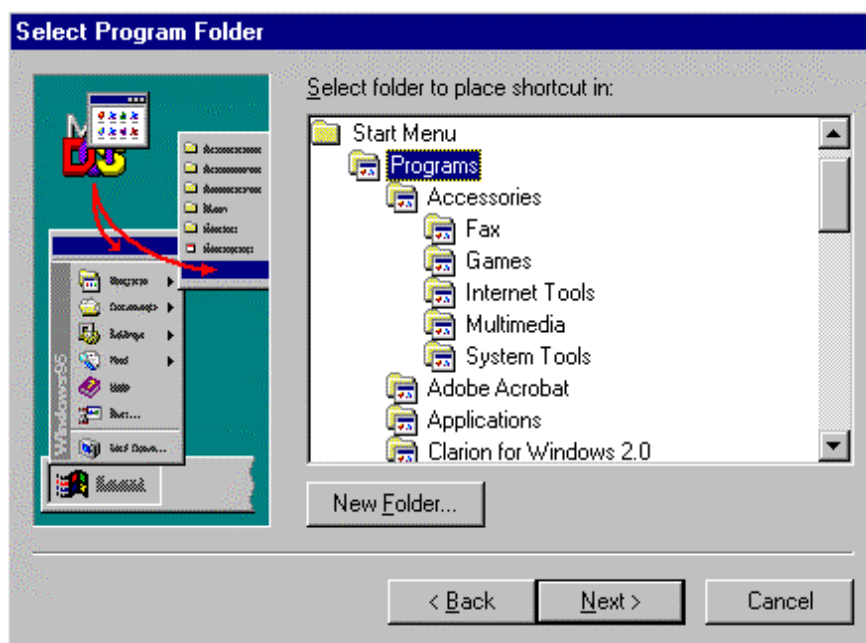 Select Program Folder
Select folder to place shortcut in:
Start Menu
Programs
Accessories
Fax
Games
Internet Tools
Multimedia
System Tools
Adobe Acrobat
Applications
Clarion for Windows 2.0
New Folder...
Windows95
< Back
Next >
Cancel